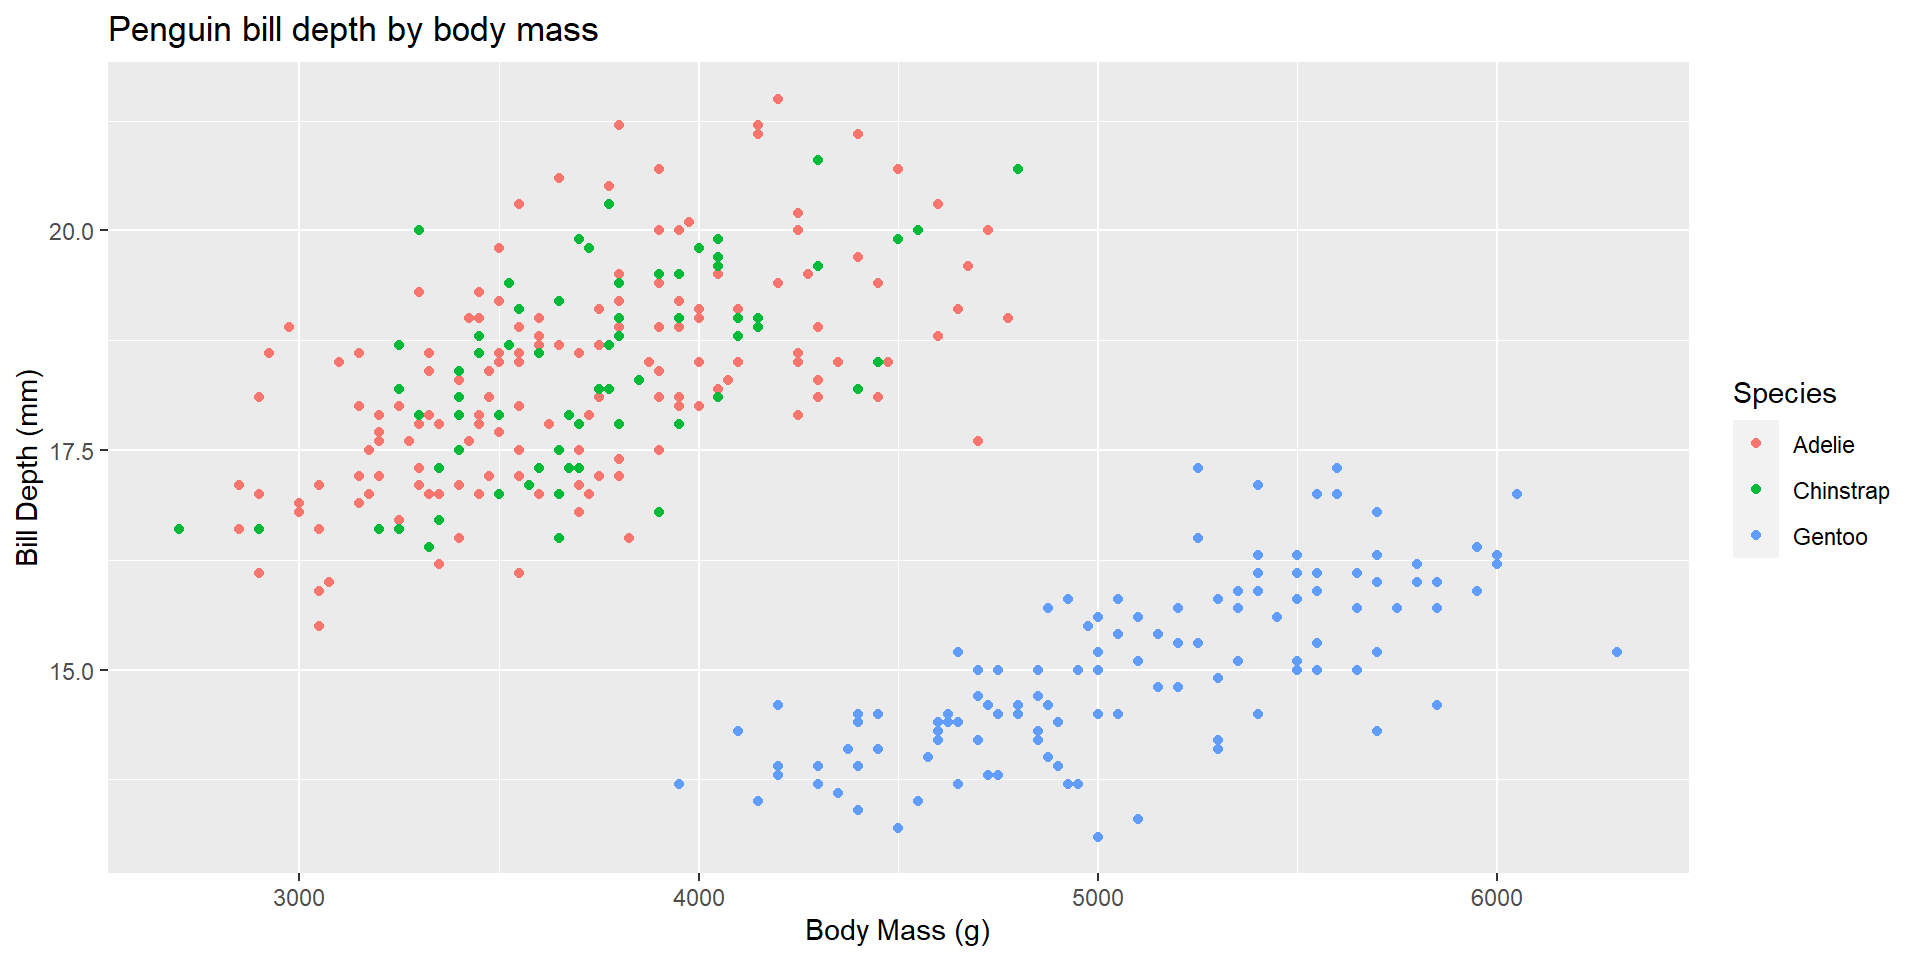 Penguin bill depth by body mass
Bill Depth (mm)
20.0
17.5
15.0
3000 4000 5000 6000
Body Mass (g)
Species
Adelie
Chinstrap
Gentoo